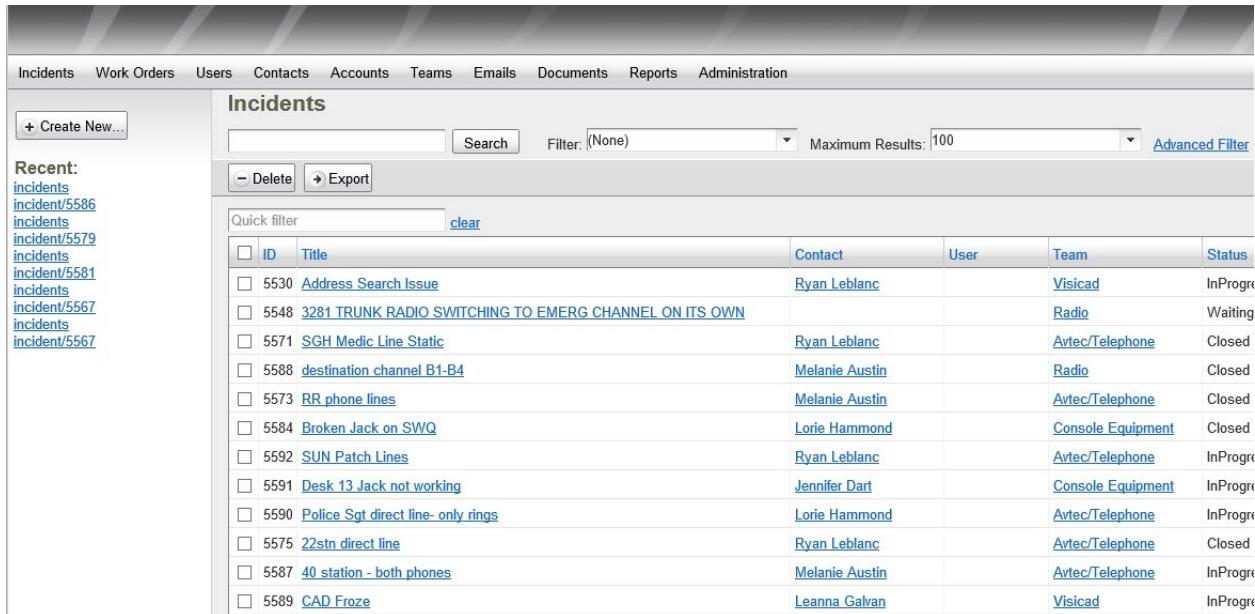 Incidents Work Orders Users Contacts Accounts Teams Emails Documents Reports Administration
+ Create New...
Recent:
incidents
incident/5586
incidents
incident/5579
incidents
incident/5581
incidents
incident/5567
incidents
incident/5567
Incidents
Search Filter: (None) Maximum Results: 100 Advanced Filter
Delete Export
Quick filter clear
ID Title Contact User Team Status
5530 Address Search Issue Ryan Leblanc Visicad InProgre
5548 3281 TRUNK RADIO SWITCHING TO EMERG CHANNEL ON ITS OWN Radio Waiting
5571 SGH Medic Line Static Ryan Leblanc Avtec/Telephone Closed
5588 destination channel B1-B4 Melanie Austin Radio Closed
5573 RR phone lines Melanie Austin Avtec/Telephone Closed
5584 Broken Jack on SWQ Lorie Hammond Console Equipment Closed
5592 SUN Patch Lines Ryan Leblanc Avtec/Telephone InProgre
5591 Desk 13 Jack not working Jennifer Dart Console Equipment InProgre
5590 Police Sgt direct line- only rings Lorie Hammond Avtec/Telephone InProgre
5575 22stn direct line Ryan Leblanc Avtec/Telephone Closed
5587 40 station - both phones Melanie Austin Avtec/Telephone InProgre
5589 CAD Froze Leanna Galvan Visicad InProgre